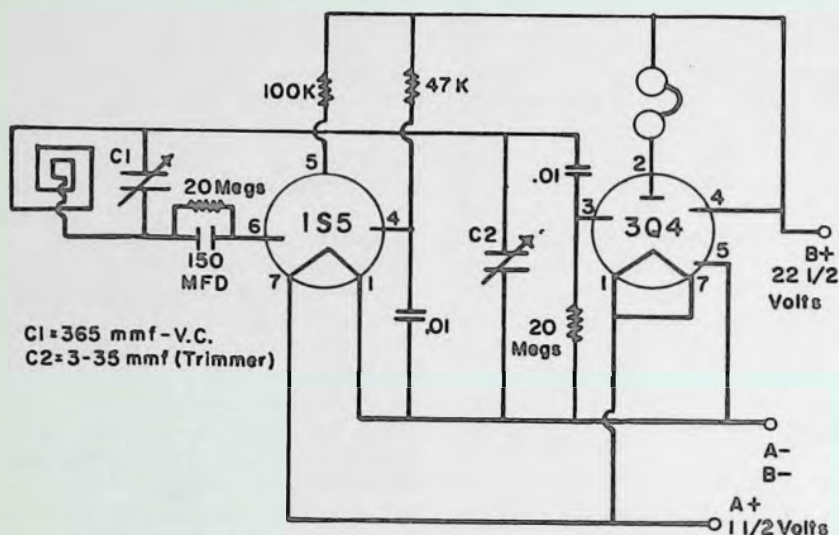 100K
47K
C1
20 Megs
.01
2
5
4
3
1S5
3Q4
6
4
C2
5
150
MFD
7
1
1
7
B+
22 1/2
Volts
.01
20
Megs
C1=365 mmf-V.C.
C2=3-35 mmf (Trimmer)
A-
B-
A+
1 1/2 Volts